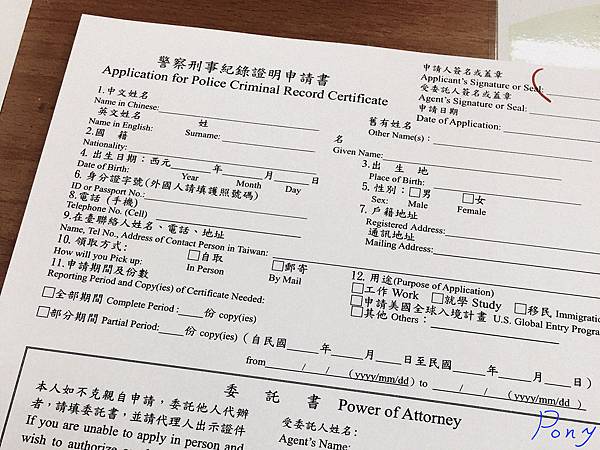 警察刑事紀錄證明申請書
Application for Police Criminal Record Certificate
申請人簽名或蓋章
Applicant's Signature or Seal:
受委託人簽名或蓋章
Agent's Signature or Seal:
申請日期
Date of Application:
1.中文姓名
Name in Chinese:
舊有姓名
Other Name(s):
英文姓名 姓 名
Name in English: Surname: Given Name:
2.國 籍
Nationality:
3.出 生 地
Place of Birth:
4.出生日期:西元 年 月 日
Date of Birth: Year Month Day
5.性別:□男 □女
Sex: Male Female
6.身分證字號(外國人請填護照號碼)
ID or Passport No.:
7.戶籍地址
Registered Address:
8.電話 (手機)
Telephone No. (Cell)
通訊地址
Mailing Address:
9.在臺聯絡人姓名、電話、地址
Name, Tel No., Address of Contact Person in Taiwan:
10.領取方式: □自取 □郵寄
How will you Pick up: In Person By Mail
11.申請期間及份數
Reporting Period and Copy(ies) of Certificate Needed:
□全部期間 Complete Period: 份 copy(ies)
□部分期間 Partial Period: 份 copy(ies) (自民國 年 月 日至民國 年 月 日)
from / / (yyyy/mm/dd) to / / (yyyy/mm/dd)
12.用途(Purpose of Application)
□工作 Work □就學 Study □移民 Immigratio
□申請美國全球入境計畫 U.S. Global Entry Progra
□其他 Others:
委 託 書 Power of Attorney
本人如不克親自申請,委託他人代辦
者,請填委託書,並請代理人出示證件
If you are unable to apply in person and
wish to authorize
受委託人姓名:
Agent's Name:
Pony